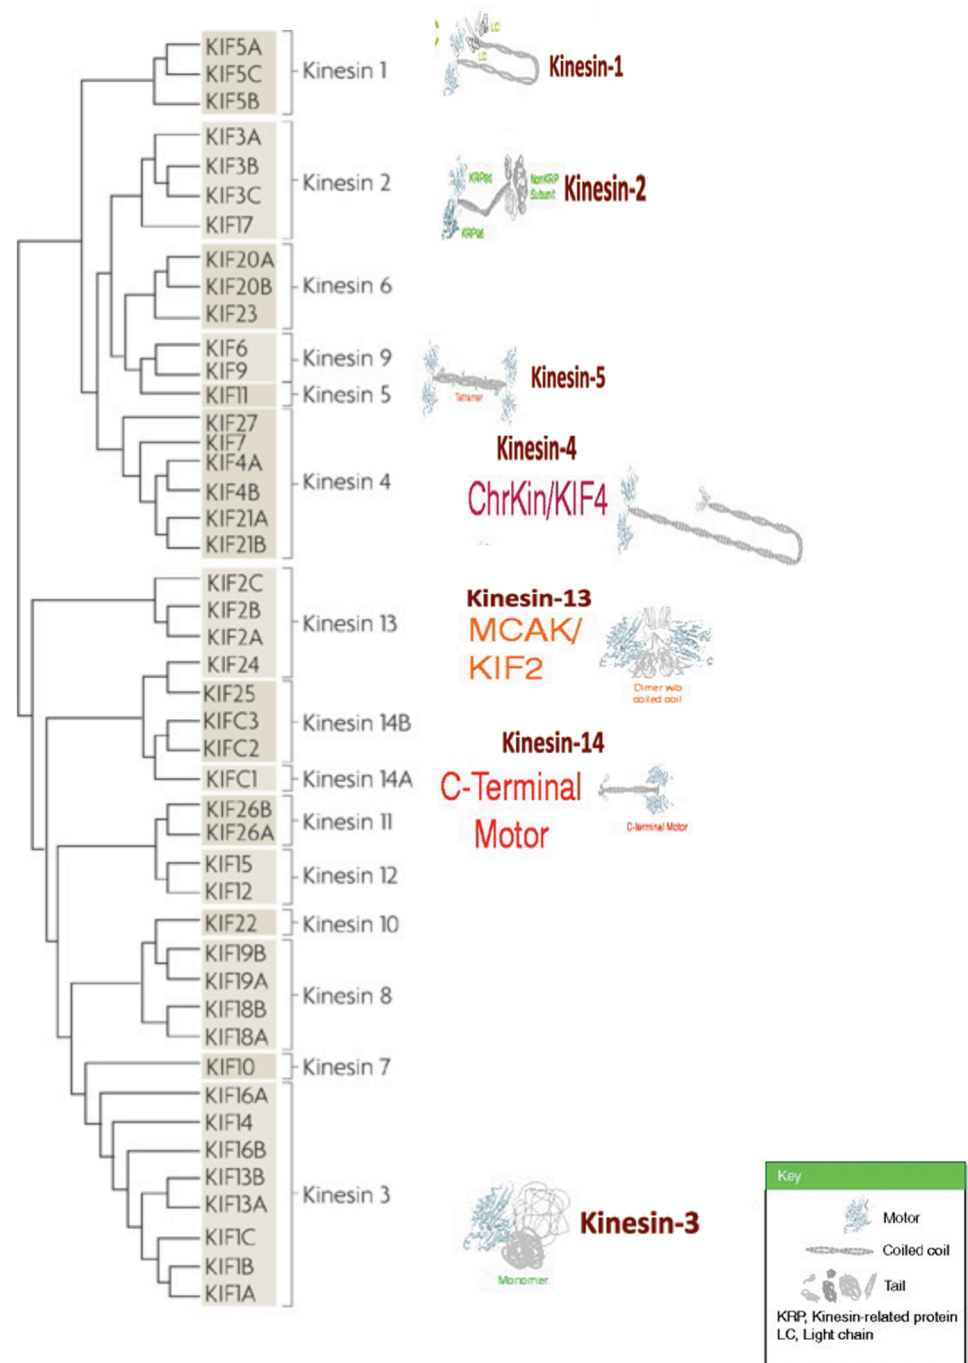 KIF5A
KIF5C
KIF5B
Kinesin 1
KIF3A
KIF3B
KIF3C
KIF17
Kinesin 2
KIF20A
KIF20B
KIF23
Kinesin 6
KIF6
KIF9
Kinesin 9
KIF11
Kinesin 5
KIF27
KIF7
KIF4A
KIF4B
KIF21A
KIF21B
Kinesin 4
KIF2C
KIF2B
KIF2A
KIF24
Kinesin 13
KIF25
KIFC3
KIFC2
Kinesin 14B
KIFC1
Kinesin 14A
KIF26B
KIF26A
Kinesin 11
KIF15
KIF12
Kinesin 12
KIF22
Kinesin 10
KIF19B
KIF19A
KIF18B
KIF18A
Kinesin 8
KIF10
Kinesin 7
KIF16A
KIF14
KIF16B
KIF13B
KIF13A
KIF1C
KIF1B
KIF1A
Kinesin 3
LC
LC
Kinesin-1
KRP85
NonKRP
Subunit
KRP95
Kinesin-2
Tetramer
Kinesin-5
Kinesin-4
ChrKin/KIF4
Kinesin-13
MCAK/
KIF2
Dimer w/o
coiled coil
Kinesin-14
C-Terminal
Motor
C-terminal Motor
Monomer
Kinesin-3
Key
Motor
Coiled coil
Tail
KRP, Kinesin-related protein
LC, Light chain